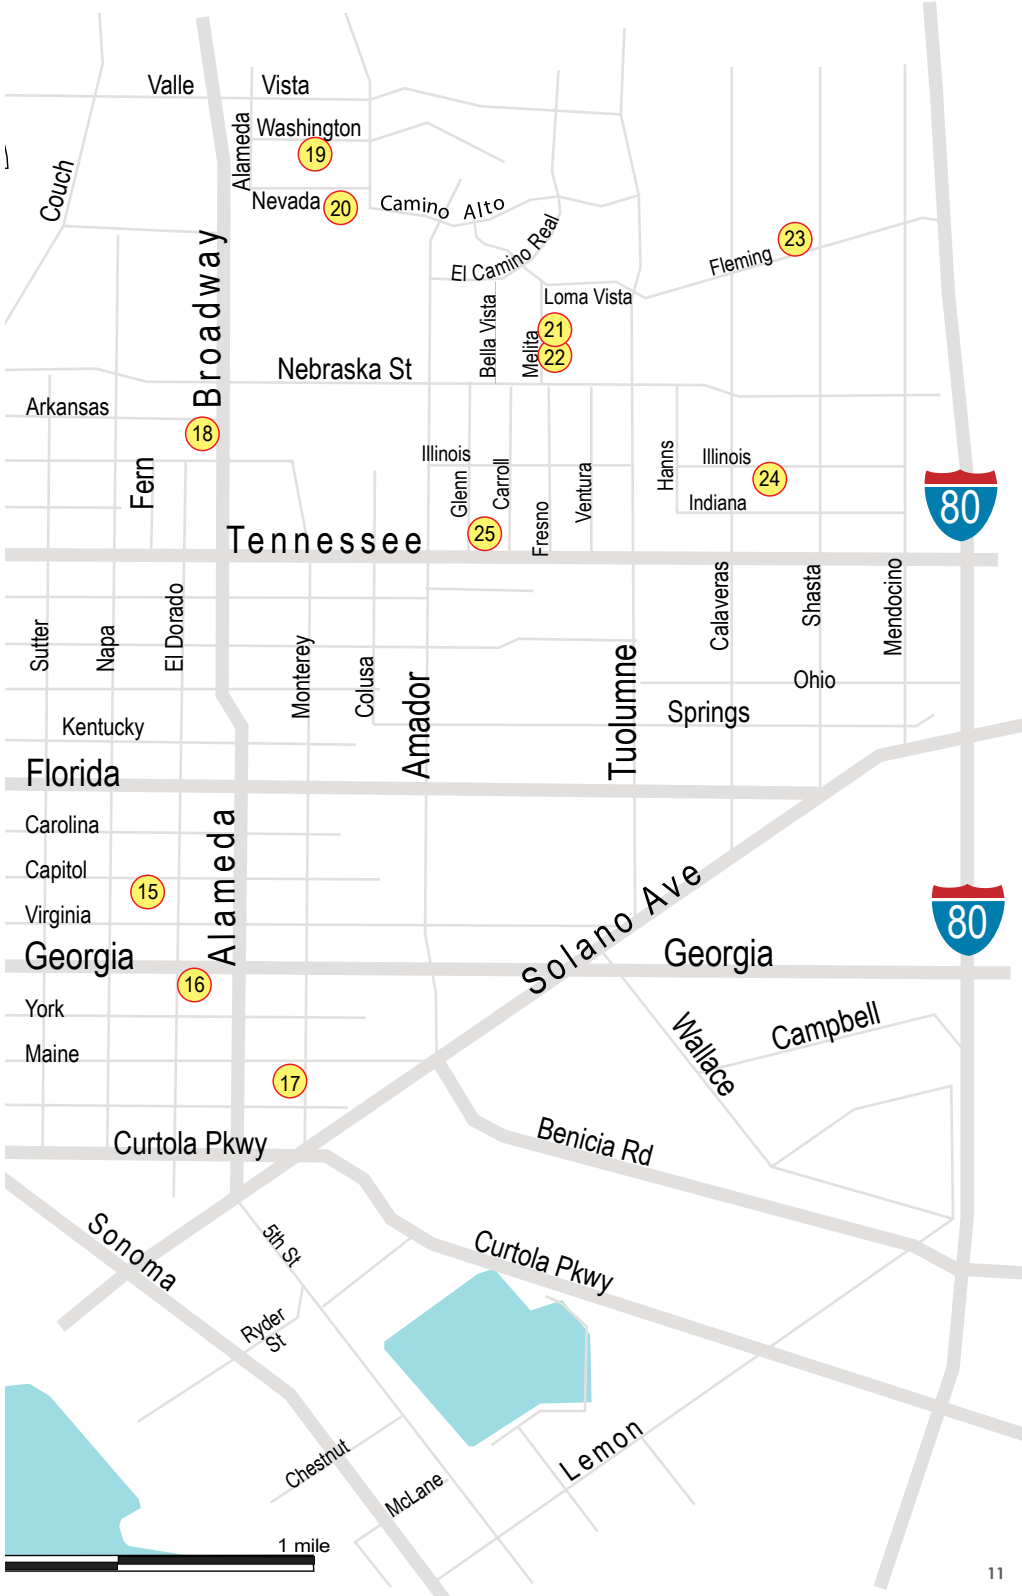 Valle Vista
Alameda
Washington
19
Couch
Nevada
20
Camino Alto
El Camino Real
23
Fleming
Broadway
Loma Vista
Bella Vista
Melita
21
22
Nebraska St
Arkansas
18
Fern
Illinois
Glenn
Carroll
Fresno
Ventura
Hanns
Illinois
24
Indiana
80
25
Tennessee
Sutter
Napa
El Dorado
Monterey
Colusa
Amador
Tuolumne
Calaveras
Shasta
Mendocino
Ohio
Springs
Kentucky
Florida
Carolina
Alameda
Capitol
15
Virginia
Solano Ave
80
Georgia
Georgia
16
York
Wallace
Campbell
Maine
17
Curtola Pkwy
Benicia Rd
Sonoma
5th St
Curtola Pkwy
Ryder
St
Chestnut
Lemon
McLane
1 mile
11